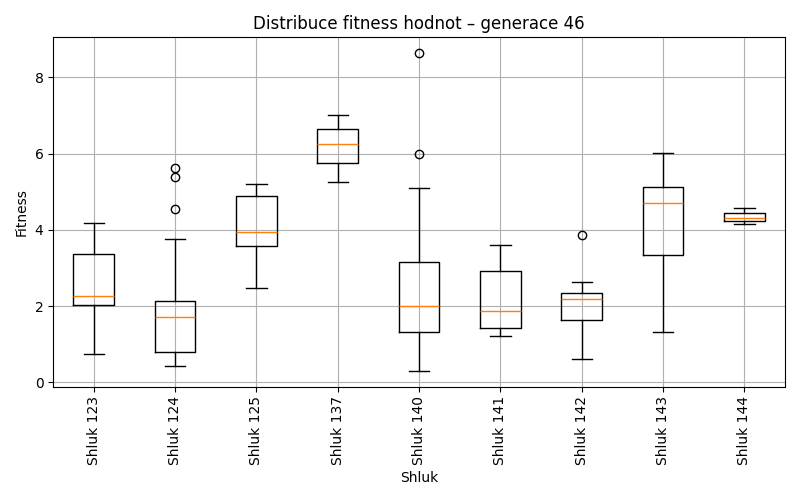 Distribuce fitness hodnot – generace 46
Fitness
8
6
4
2
0
Shluk 123
Shluk 124
Shluk 125
Shluk 137
Shluk 140
Shluk 141
Shluk 142
Shluk 143
Shluk 144
Shluk